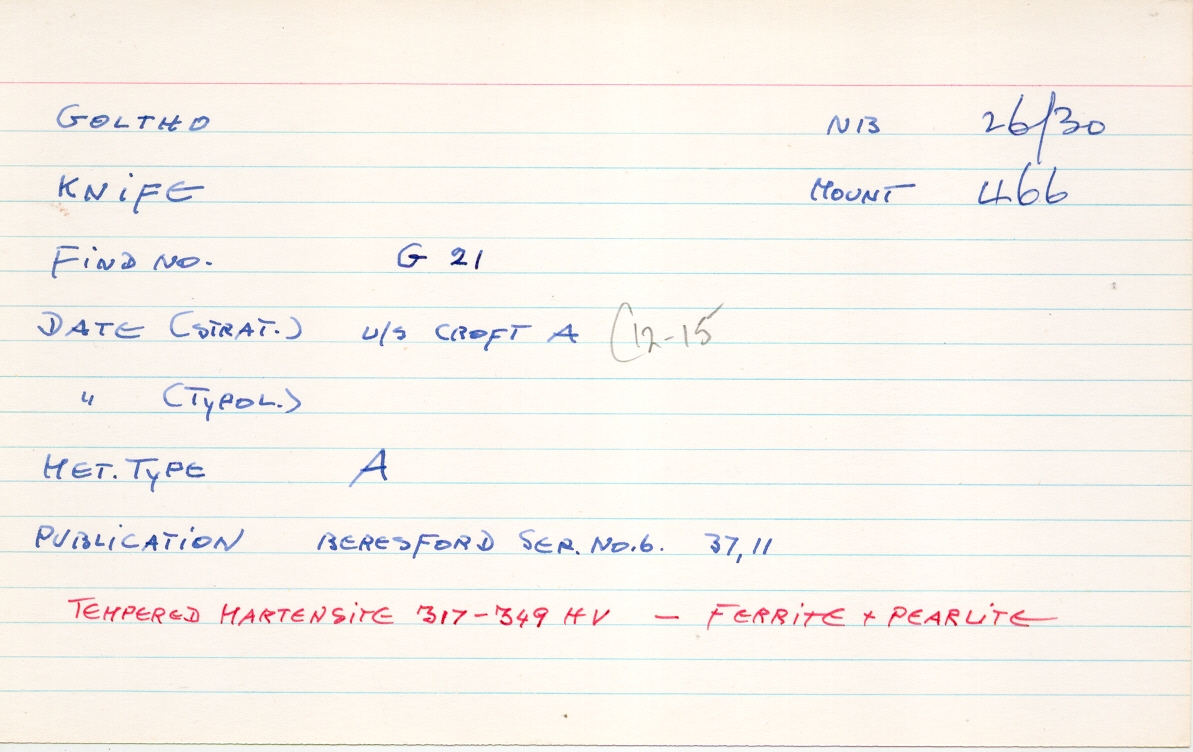 GOLTHO NB 26/30
KNiFE MOUNT 466
FiND NO. G 21
DATE (STRAT.) U/S CROFT A (12-15
" (TYPOL.)
MET. TYPE A
PUBLiCATiON BERESFORD SER. NO.6. 37,11
TEMPERED MARTENSiTE 317-349 HV — FERRiTE + PEARLiTE